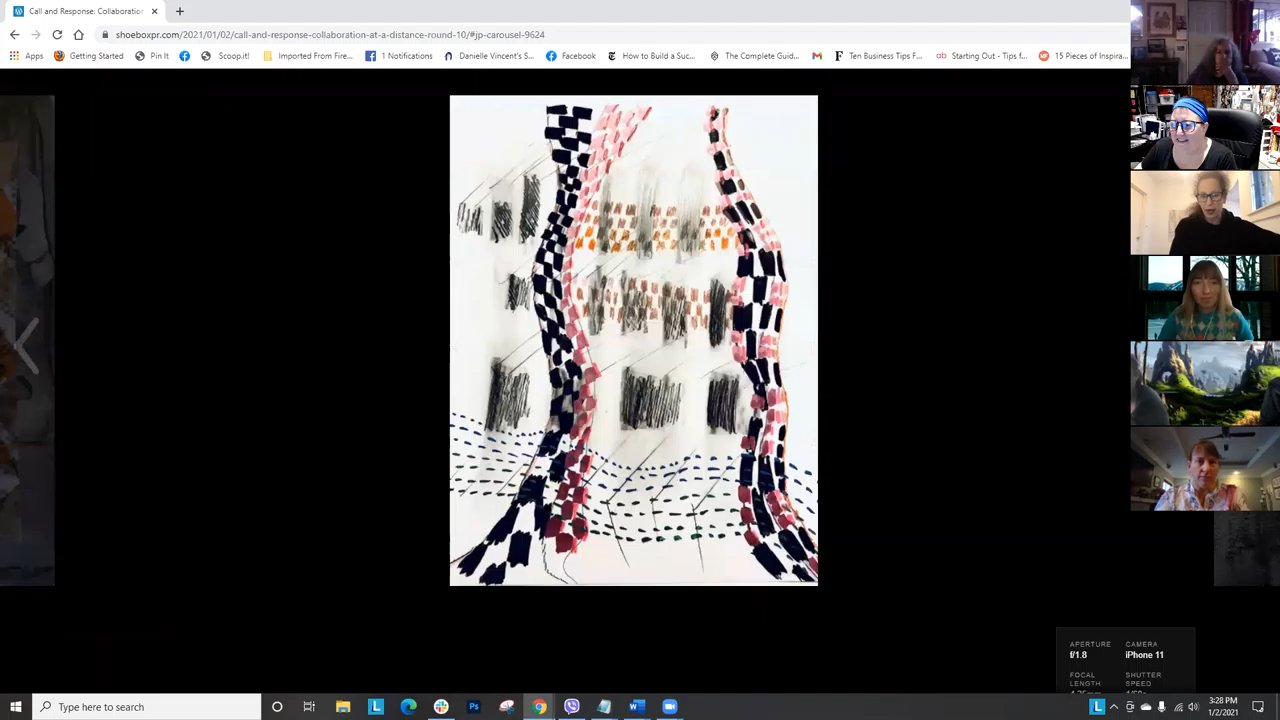 Call and Response: Collaboration
shoeboxpr.com/2021/01/02/call-and-response-collaboration-at-a-distance-round-10/#jp-carousel-9624
Apps Getting Started Pin It Scoop.it! Imported From Fire... 1 Notifications Danielle Vincent's S... Facebook How to Build a Suc... The Complete Guid... Ten Business Tips F... Starting Out - Tips f... 15 Pieces of Inspira...
APERTURE CAMERA
f/1.8 iPhone 11
FOCAL LENGTH SHUTTER SPEED
Type here to search
3:28 PM
1/2/2021